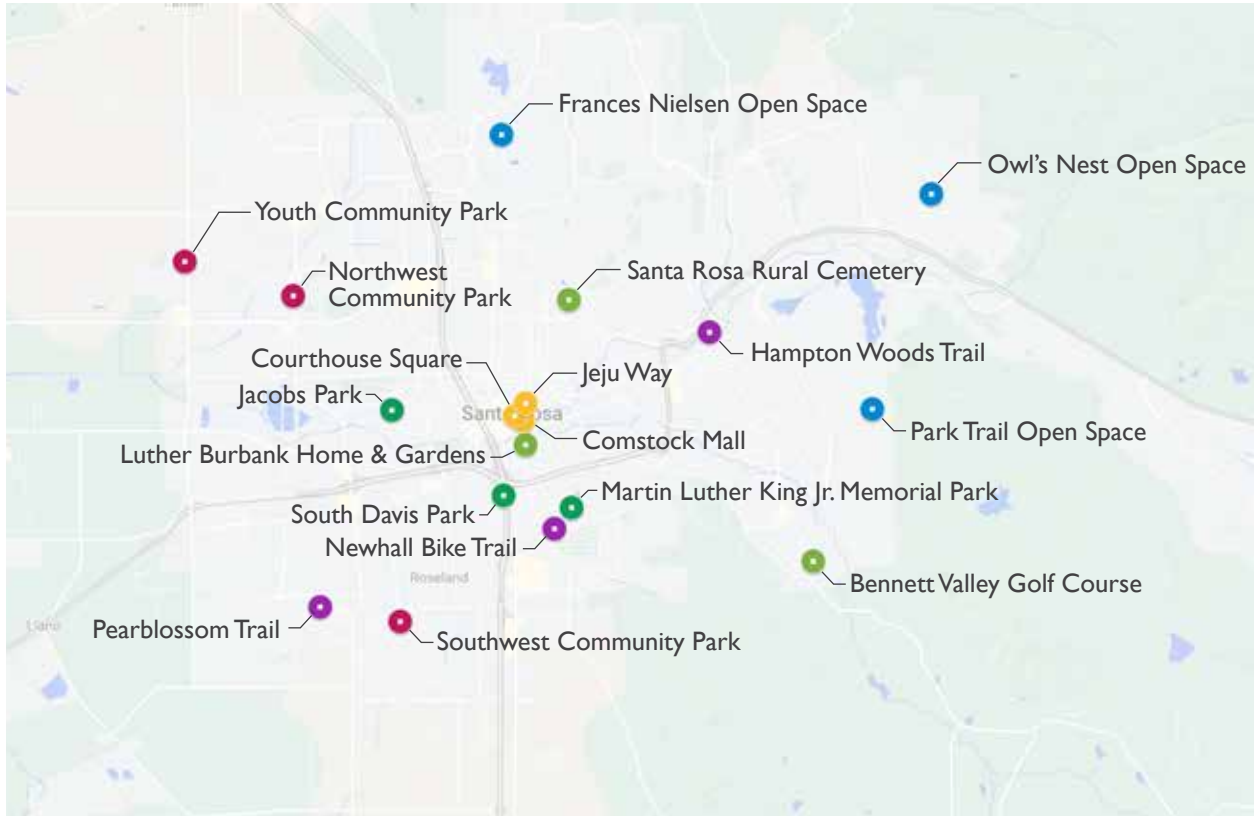 Frances Nielsen Open Space
Owl's Nest Open Space
Youth Community Park
Northwest
Community Park
Santa Rosa Rural Cemetery
Hampton Woods Trail
Courthouse Square
Jeju Way
Jacobs Park
Santa Rosa
Comstock Mall
Park Trail Open Space
Luther Burbank Home & Gardens
Martin Luther King Jr. Memorial Park
South Davis Park
Newhall Bike Trail
Roseland
Bennett Valley Golf Course
Llano
Pearblossom Trail
Southwest Community Park